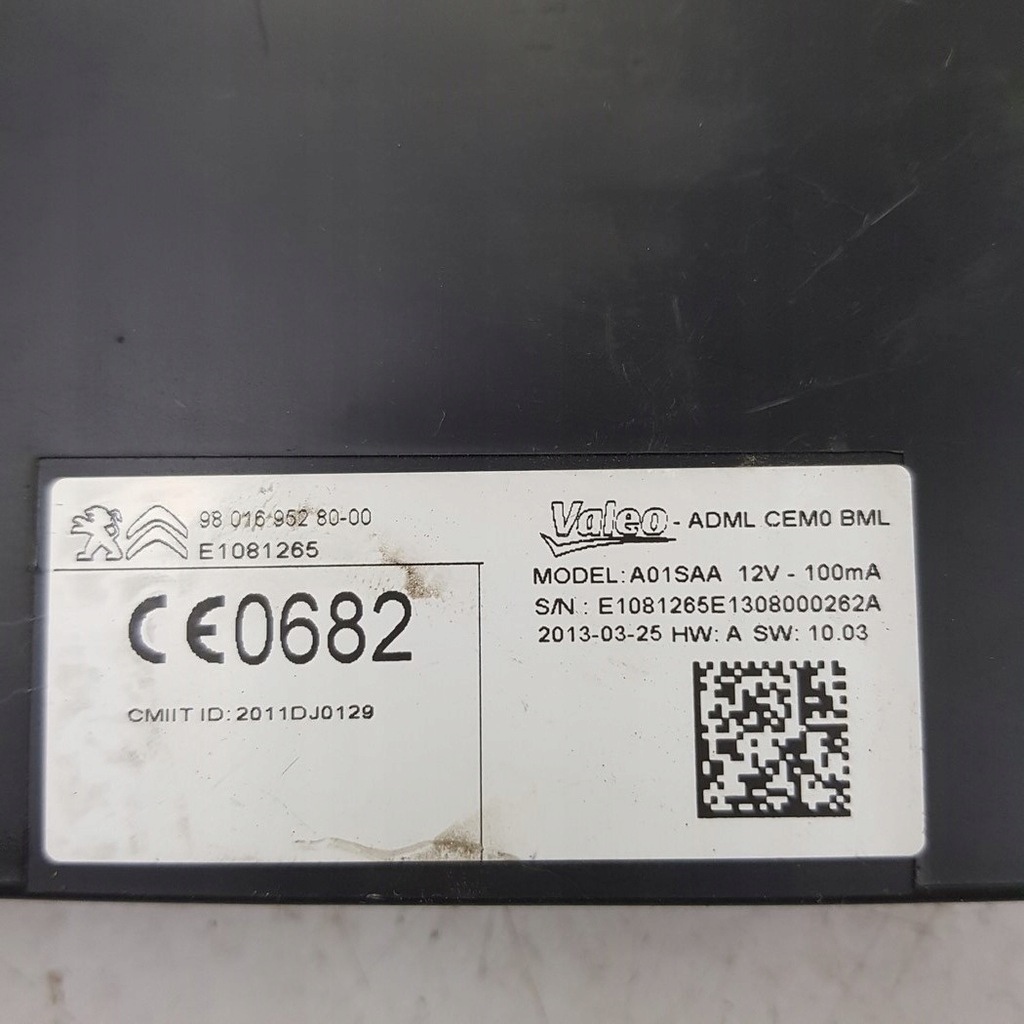 98 016 952 80-00
E1081265
CE0682
CMIIT ID: 2011DJ0129
Valeo - ADML CEM0 BML
MODEL: A01SAA 12V - 100mA
S/N : E1081265E1308000262A
2013-03-25 HW: A SW: 10.03